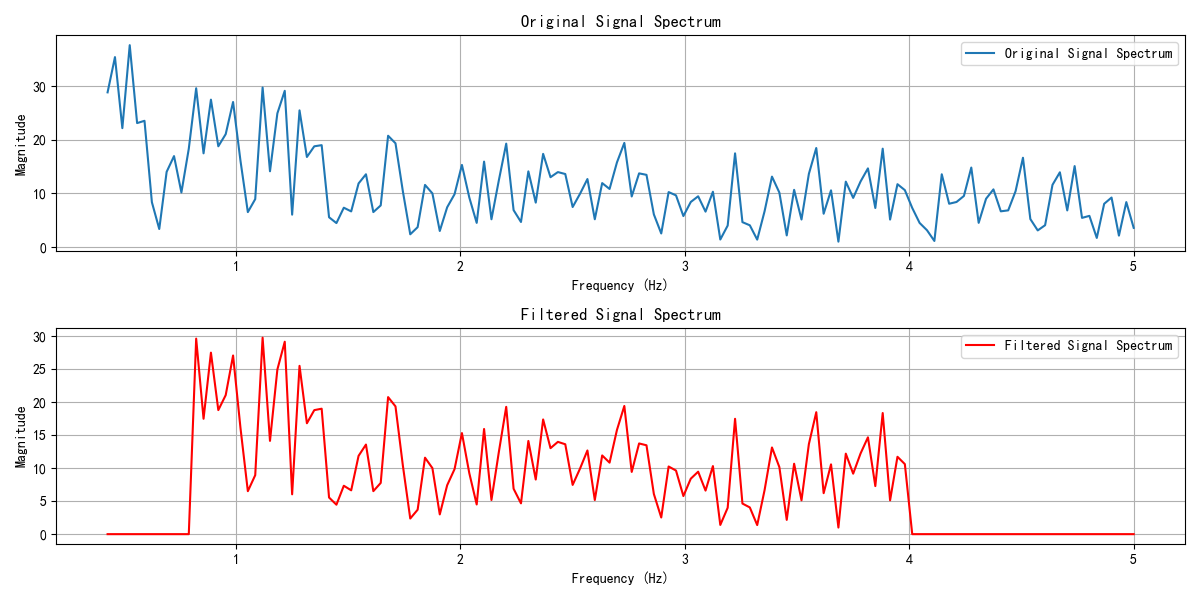 Original Signal Spectrum
Original Signal Spectrum
Magnitude
30
20
10
0
1 2 3 4 5
Frequency (Hz)
Filtered Signal Spectrum
Filtered Signal Spectrum
Magnitude
30
25
20
15
10
5
0
1 2 3 4 5
Frequency (Hz)